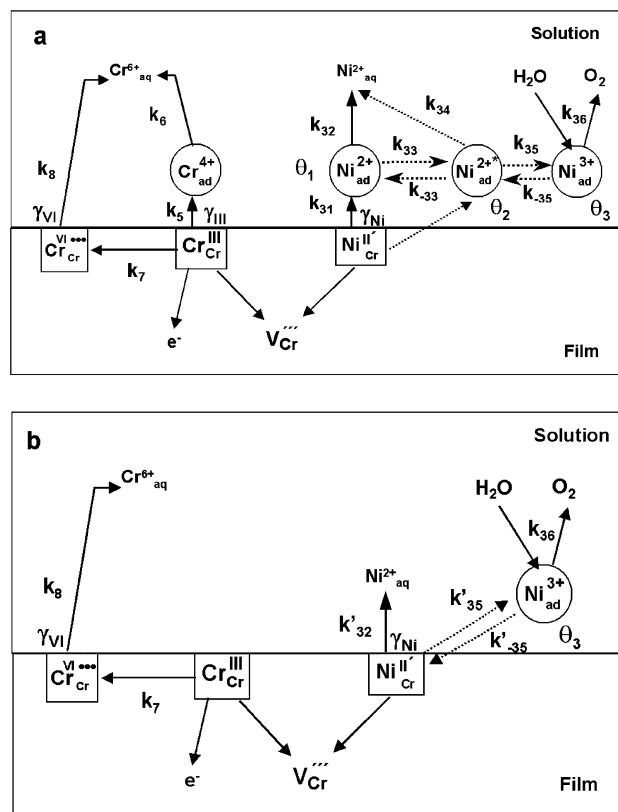 a
Solution
Cr6+aq
Ni2+aq
H2O O2
k6
k34
k36
k32
k8
Cr4+ad
θ1
Ni2+ad
k33
k-33
Ni2+*ad
k35
k-35
Ni3+ad
γVI
k5
γIII
k31
γNi
θ2
θ3
CrVI•••Cr
k7
CrIIICr
NiII′Cr
e-
VCr′′′
Film
b
Solution
Cr6+aq
H2O O2
k36
k8
Ni2+aq
k'35
Ni3+ad
γVI
k'32
γNi
k'-35
θ3
CrVI•••Cr
k7
CrIIICr
NiII′Cr
e-
VCr′′′
Film